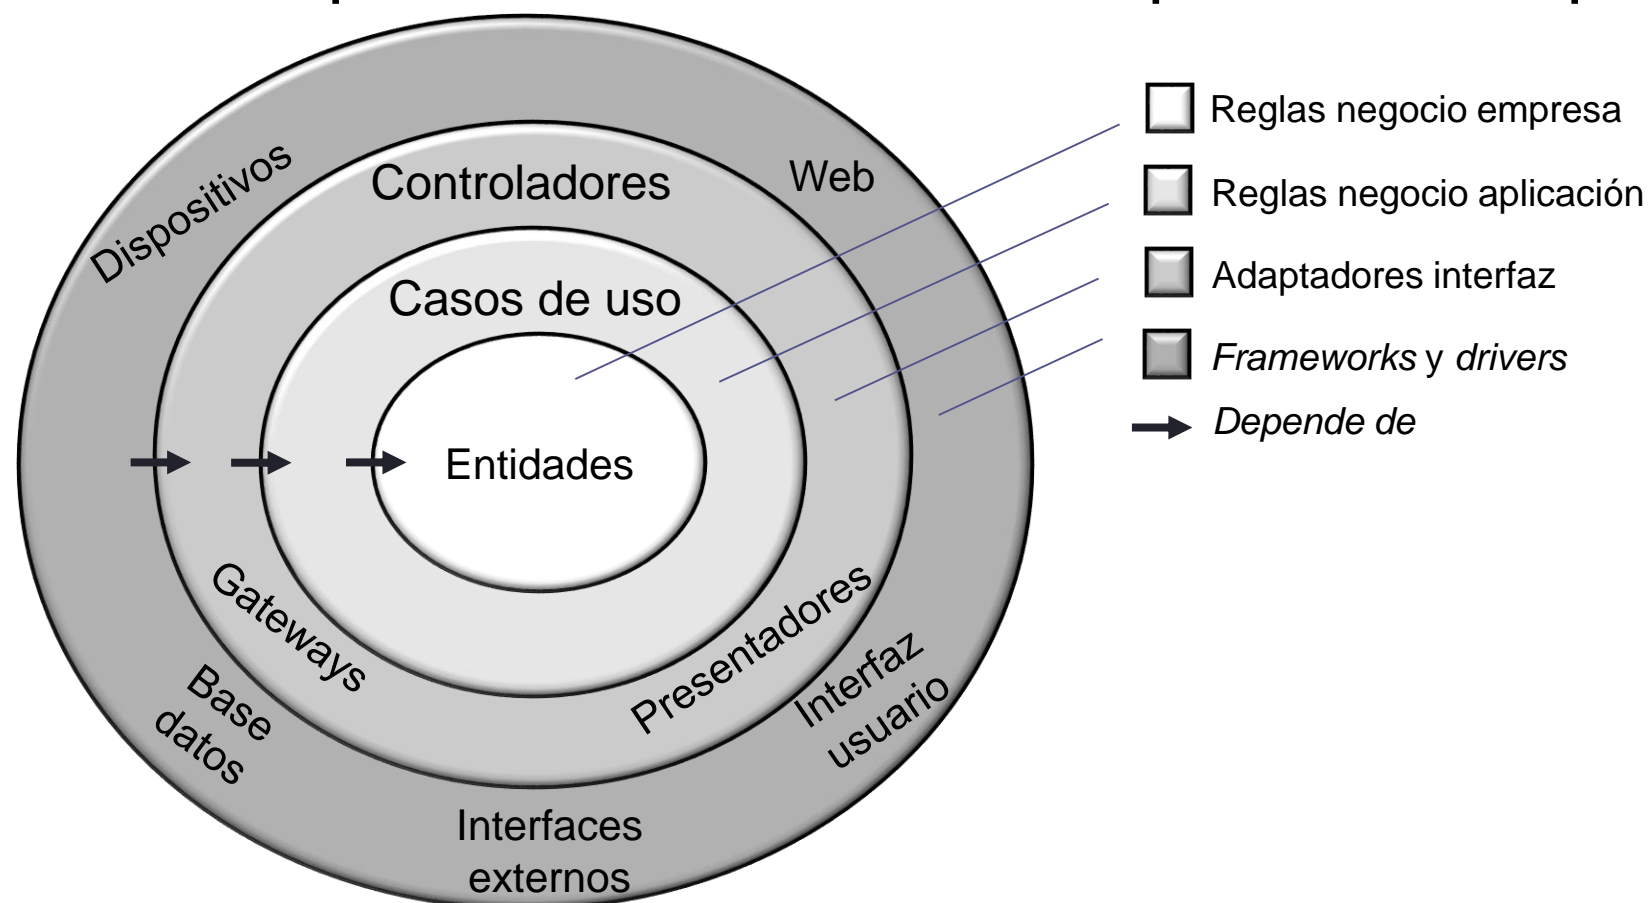 Dispositivos
Controladores
Web
Casos de uso
Entidades
Gateways
Presentadores
Base
datos
Interfaz
usuario
Interfaces
externos
Reglas negocio empresa
Reglas negocio aplicación
Adaptadores interfaz
Frameworks y drivers
Depende de